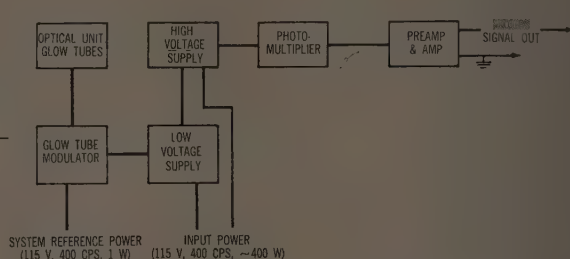 OPTICAL UNIT
GLOW TUBES
HIGH
VOLTAGE
SUPPLY
PHOTO-
MULTIPLIER
PREAMP
& AMP
SIGNAL OUT
GLOW TUBE
MODULATOR
LOW
VOLTAGE
SUPPLY
SYSTEM REFERENCE POWER
(115 V, 400 CPS, 1 W)
INPUT POWER
(115 V, 400 CPS, ~400 W)